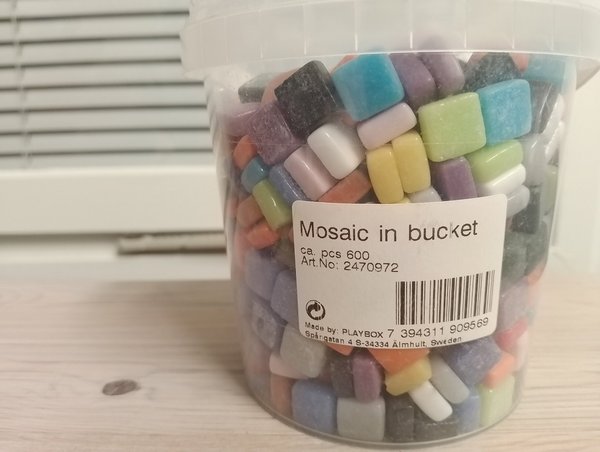 Mosaic in bucket
ca. pcs 600
Art.No: 2470972
Made by: PLAYBOX 7 394311 909569
Spårgatan 4 S-34334 Älmhult, Sweden